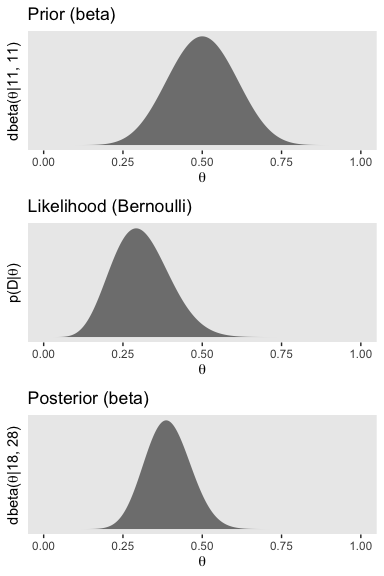 Prior (beta)
dbeta(θ|11, 11)
0.00 0.25 0.50 0.75 1.00
θ
Likelihood (Bernoulli)
p(D|θ)
0.00 0.25 0.50 0.75 1.00
θ
Posterior (beta)
dbeta(θ|18, 28)
0.00 0.25 0.50 0.75 1.00
θ